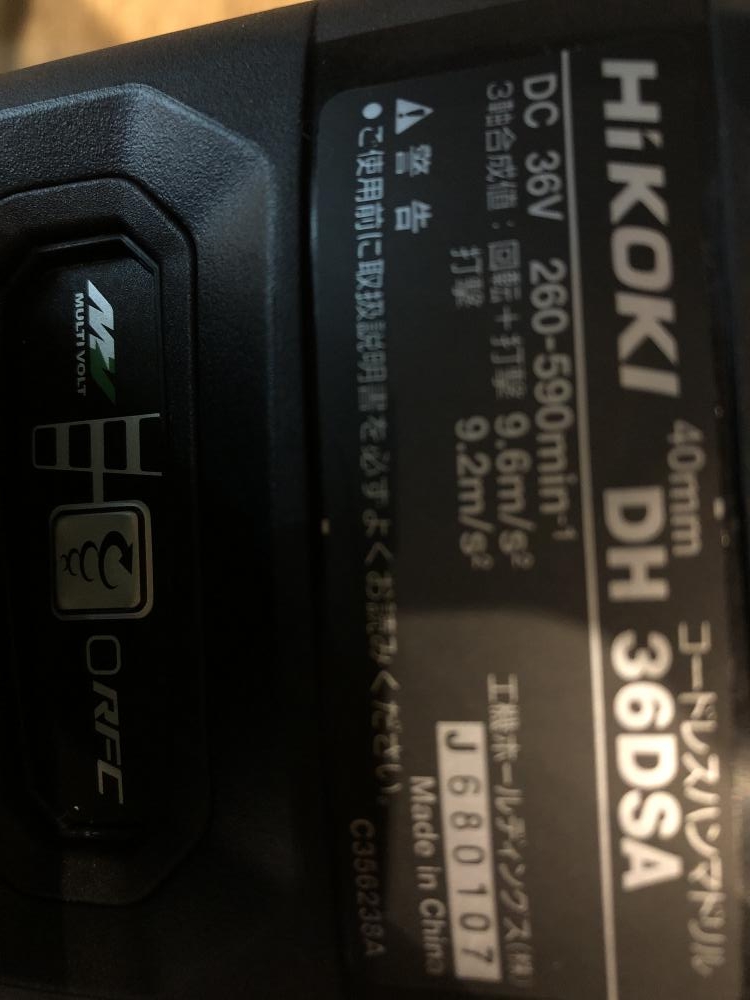 HiKOKI 40mm コードレスハンマドリル
DH 36DSA
DC 36V 260-590min⁻¹
3軸合成値：回転＋打撃 9.6m/s²
打撃 9.2m/s²
工機ホールディングス(株)
J680107
Made in China
⚠警告
●ご使用前に取扱説明書を必ずよくお読みください。
C356238A
MV
MULTI VOLT
RFC